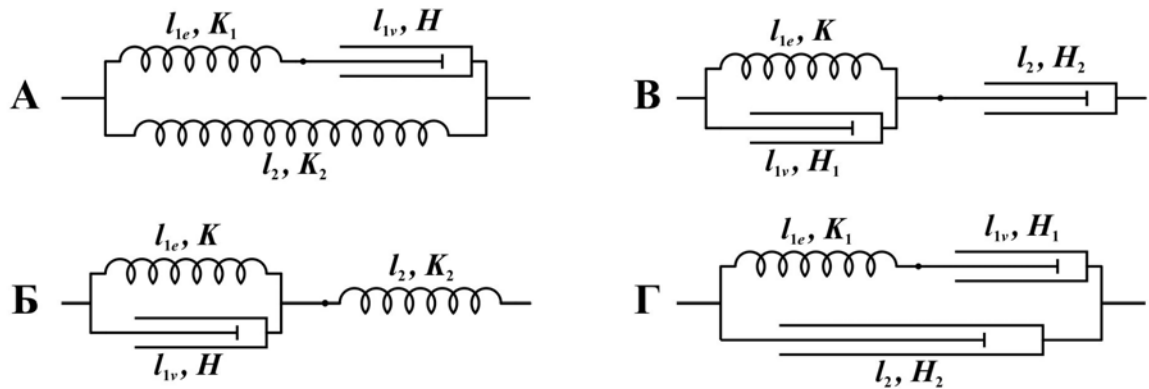 l1e, K1 l1v, H
А
l2, K2
l1e, K
l2, H2
В
l1v, H1
l1e, K
l2, K2
Б
l1v, H
l1e, K1 l1v, H1
Г
l2, H2